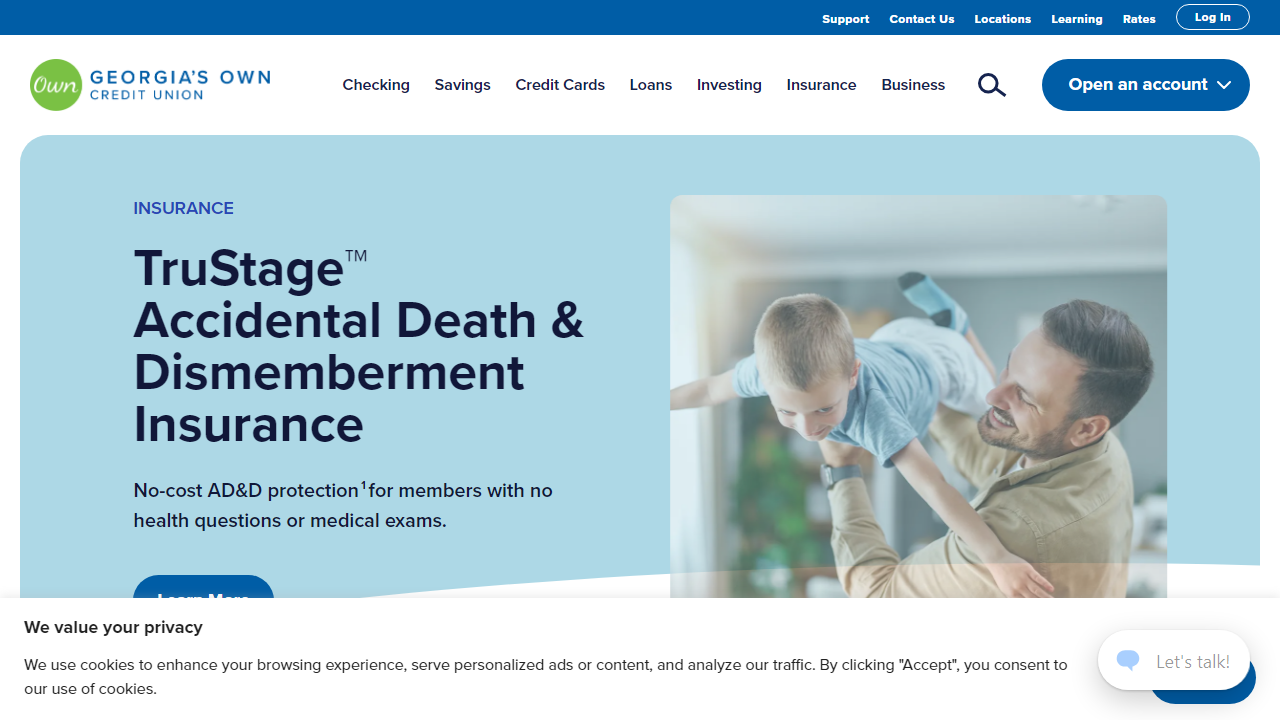 Support Contact Us Locations Learning Rates Log In
Own GEORGIA'S OWN
CREDIT UNION
Checking Savings Credit Cards Loans Investing Insurance Business Open an account
INSURANCE
TruStage™
Accidental Death &
Dismemberment
Insurance
No-cost AD&D protection¹ for members with no
health questions or medical exams.
Learn More
We value your privacy
We use cookies to enhance your browsing experience, serve personalized ads or content, and analyze our traffic. By clicking "Accept", you consent to
our use of cookies.
Let's talk!